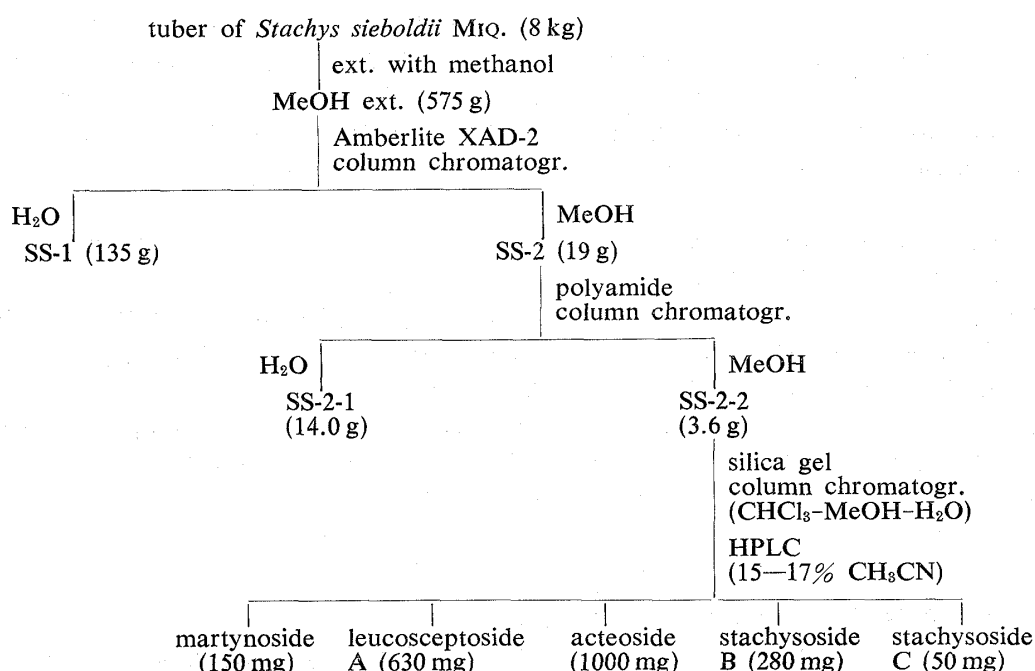 tuber of Stachys sieboldii MIQ. (8 kg)
ext. with methanol
MeOH ext. (575 g)
Amberlite XAD-2
column chromatogr.
H₂O
MeOH
SS-1 (135 g)
SS-2 (19 g)
polyamide
column chromatogr.
H₂O
MeOH
SS-2-1
(14.0 g)
SS-2-2
(3.6 g)
silica gel
column chromatogr.
(CHCl₃–MeOH–H₂O)
HPLC
(15—17% CH₃CN)
martynoside
(150 mg)
leucosceptoside
A (630 mg)
acteoside
(1000 mg)
stachysoside
B (280 mg)
stachysoside
C (50 mg)